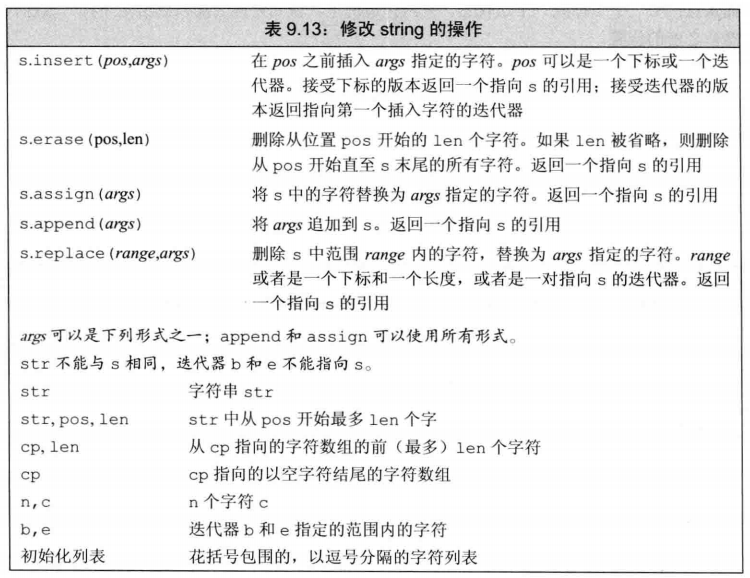 表 9.13：修改 string 的操作
s.insert(pos,args) 在 pos 之前插入 args 指定的字符。pos 可以是一个下标或一个迭
代器。接受下标的版本返回一个指向 s 的引用；接受迭代器的版
本返回指向第一个插入字符的迭代器
s.erase(pos,len) 删除从位置 pos 开始的 len 个字符。如果 len 被省略，则删除
从 pos 开始直至 s 末尾的所有字符。返回一个指向 s 的引用
s.assign(args) 将 s 中的字符替换为 args 指定的字符。返回一个指向 s 的引用
s.append(args) 将 args 追加到 s。返回一个指向 s 的引用
s.replace(range,args) 删除 s 中范围 range 内的字符，替换为 args 指定的字符。range
或者是一个下标和一个长度，或者是一对指向 s 的迭代器。返回
一个指向 s 的引用
args 可以是下列形式之一；append 和 assign 可以使用所有形式。
str 不能与 s 相同，迭代器 b 和 e 不能指向 s。
str 字符串 str
str,pos,len str 中从 pos 开始最多 len 个字
cp,len 从 cp 指向的字符数组的前（最多）len 个字符
cp cp 指向的以空字符结尾的字符数组
n,c n 个字符 c
b,e 迭代器 b 和 e 指定的范围内的字符
初始化列表 花括号包围的，以逗号分隔的字符列表